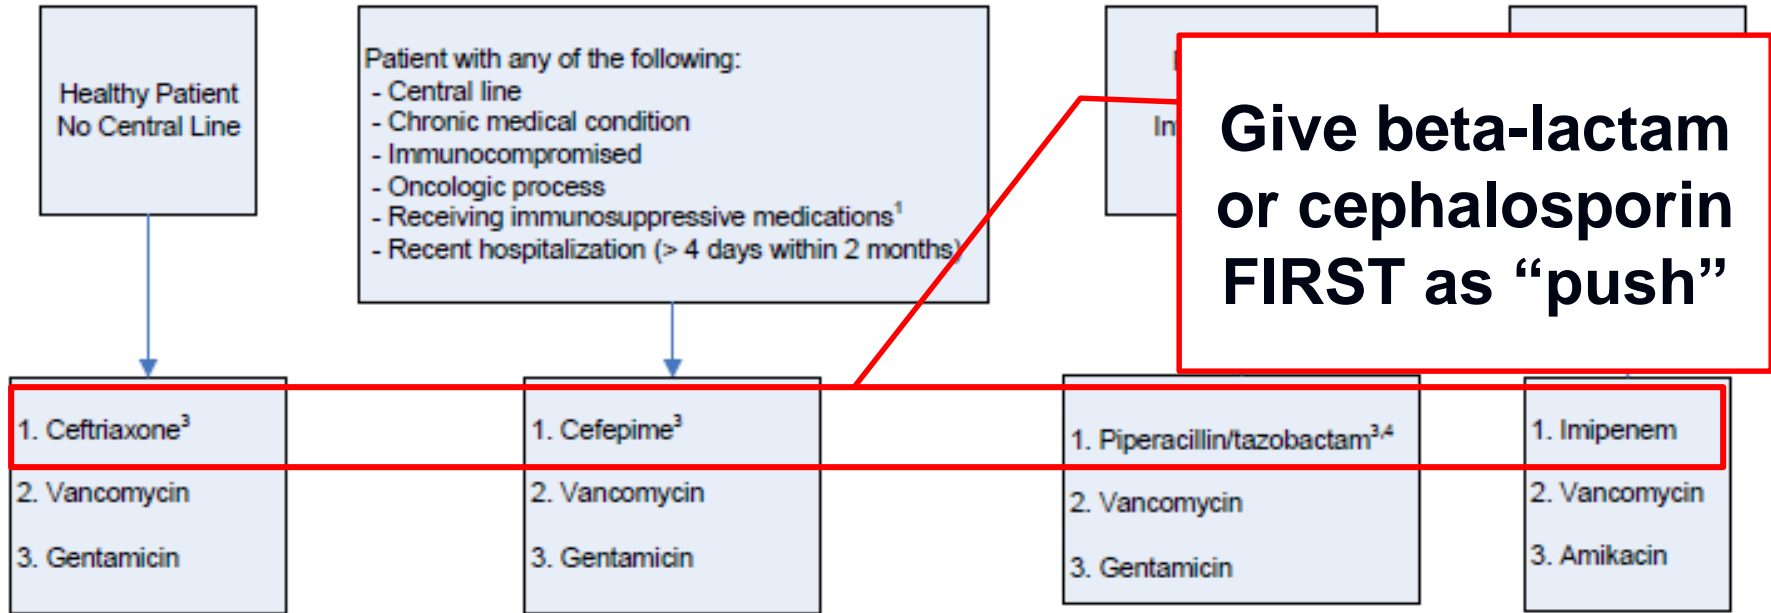 Healthy Patient
No Central Line
Patient with any of the following:
- Central line
- Chronic medical condition
- Immunocompromised
- Oncologic process
- Receiving immunosuppressive medications¹
- Recent hospitalization (> 4 days within 2 months)
Give beta-lactam
or cephalosporin
FIRST as “push”
1. Ceftriaxone³
2. Vancomycin
3. Gentamicin
1. Cefepime³
2. Vancomycin
3. Gentamicin
1. Piperacillin/tazobactam³,⁴
2. Vancomycin
3. Gentamicin
1. Imipenem
2. Vancomycin
3. Amikacin